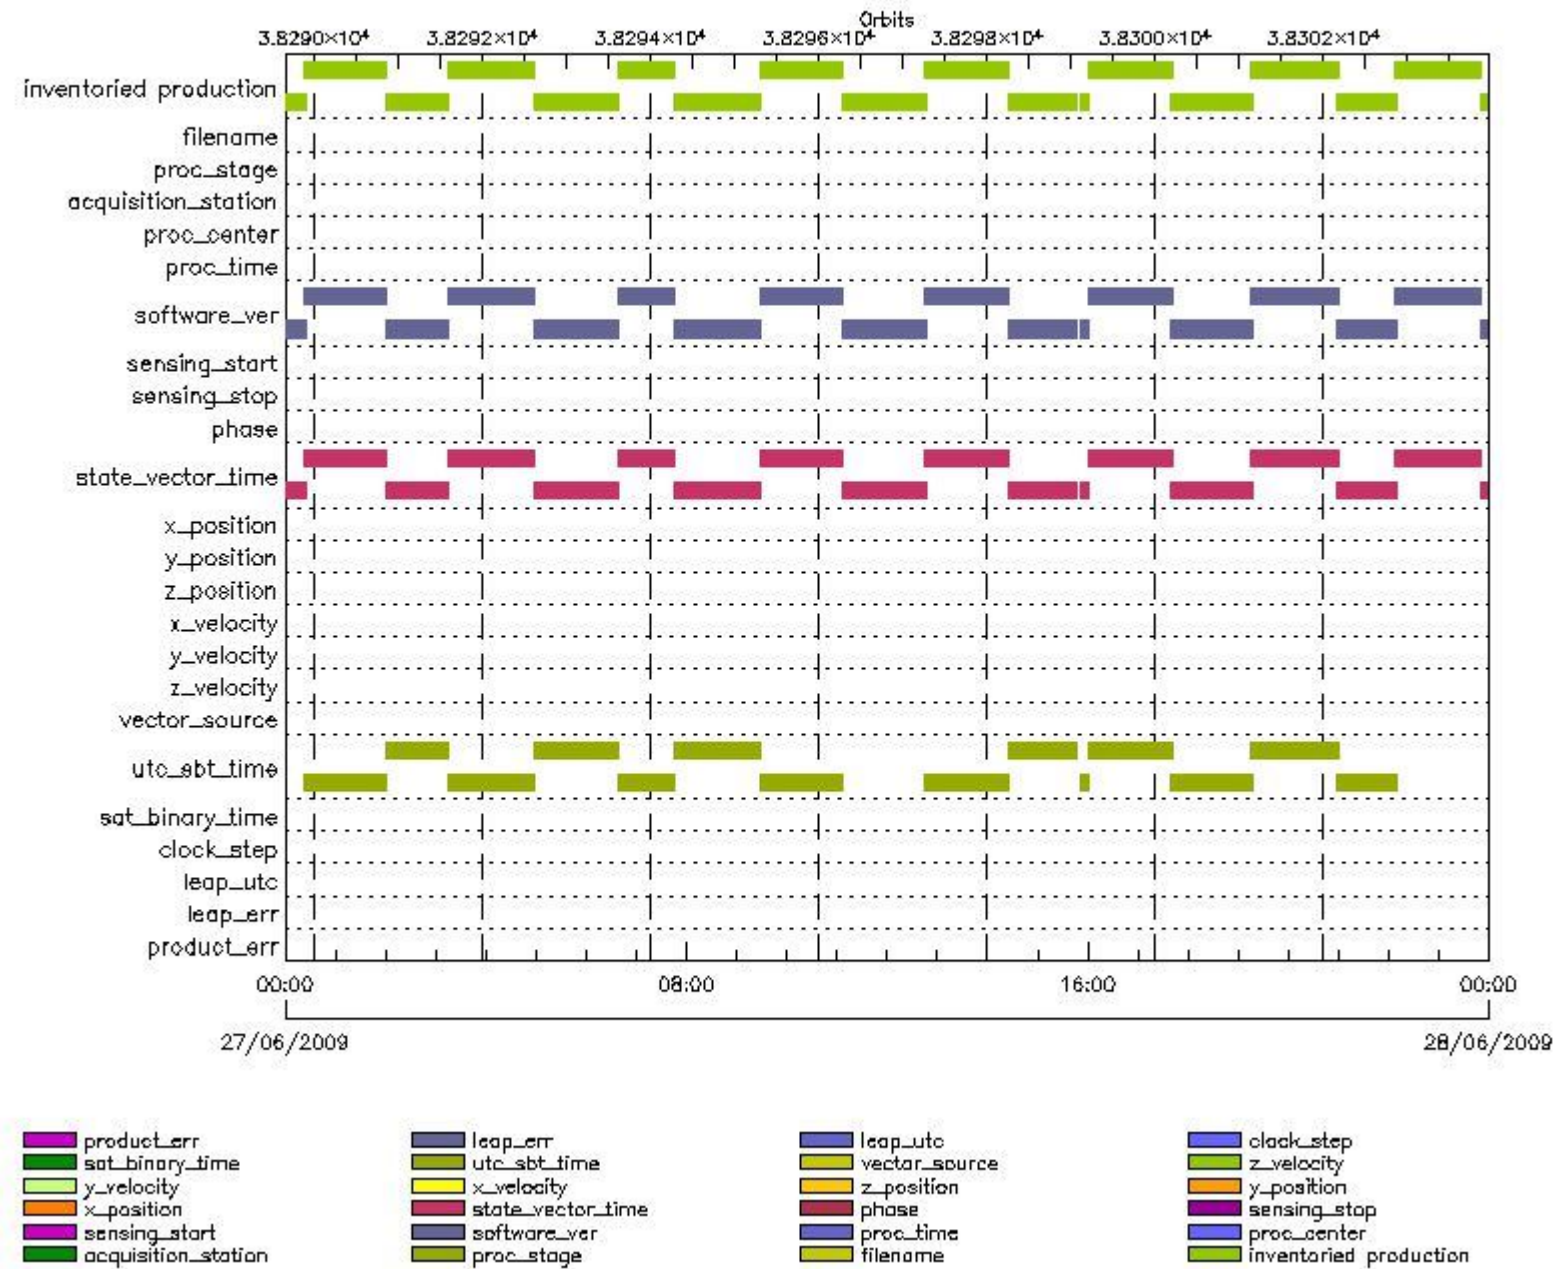 Orbits
3.8290×10⁴ 3.8292×10⁴ 3.8294×10⁴ 3.8296×10⁴ 3.8298×10⁴ 3.8300×10⁴ 3.8302×10⁴
inventoried production
filename
proc_stage
acquisition_station
proc_center
proc_time
software_ver
sensing_start
sensing_stop
phase
state_vector_time
x_position
y_position
z_position
x_velocity
y_velocity
z_velocity
vector_source
utc_sbt_time
sat_binary_time
clock_step
leap_utc
leap_err
product_err
00:00 08:00 16:00 00:00
27/06/2009 28/06/2009
product_err leap_err leap_utc clock_step
sat_binary_time utc_sbt_time vector_source z_velocity
y_velocity x_velocity z_position y_position
x_position state_vector_time phase sensing_stop
sensing_start software_ver proc_time proc_center
acquisition_station proc_stage filename inventoried production